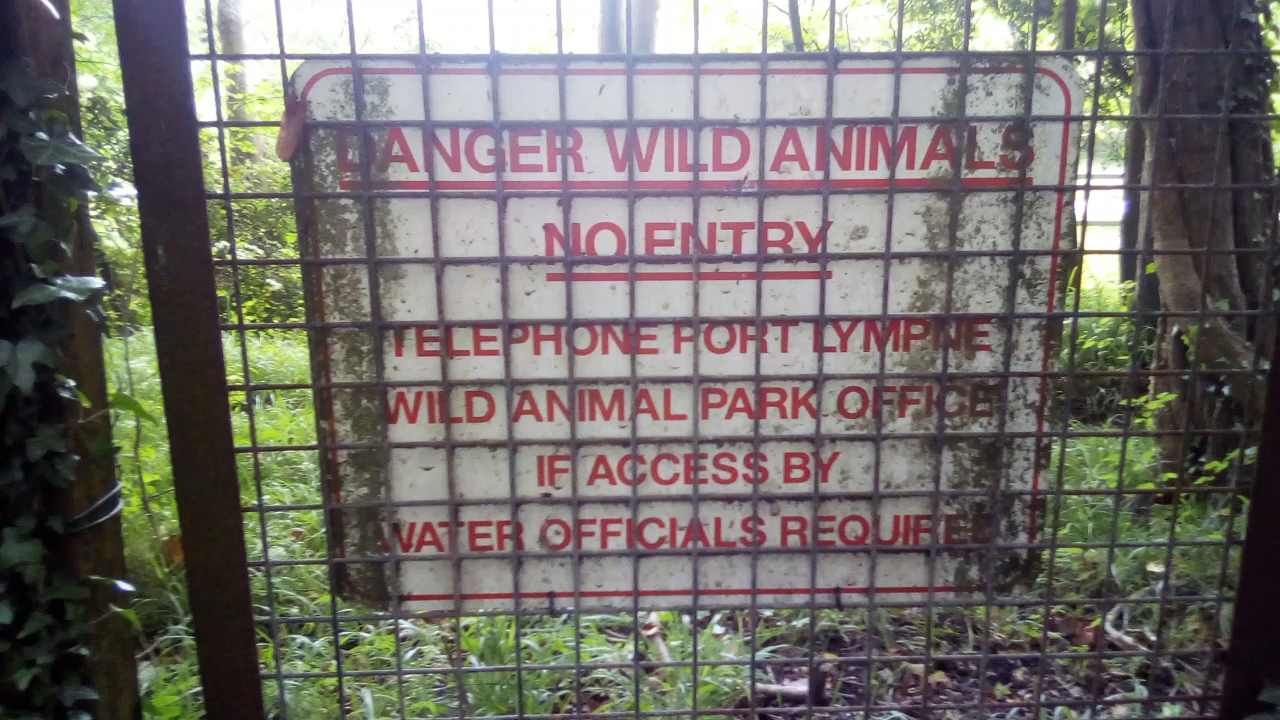 DANGER WILD ANIMALS
NO ENTRY
TELEPHONE PORT LYMPNE
WILD ANIMAL PARK OFFICE
IF ACCESS BY
WATER OFFICIALS REQUIRED